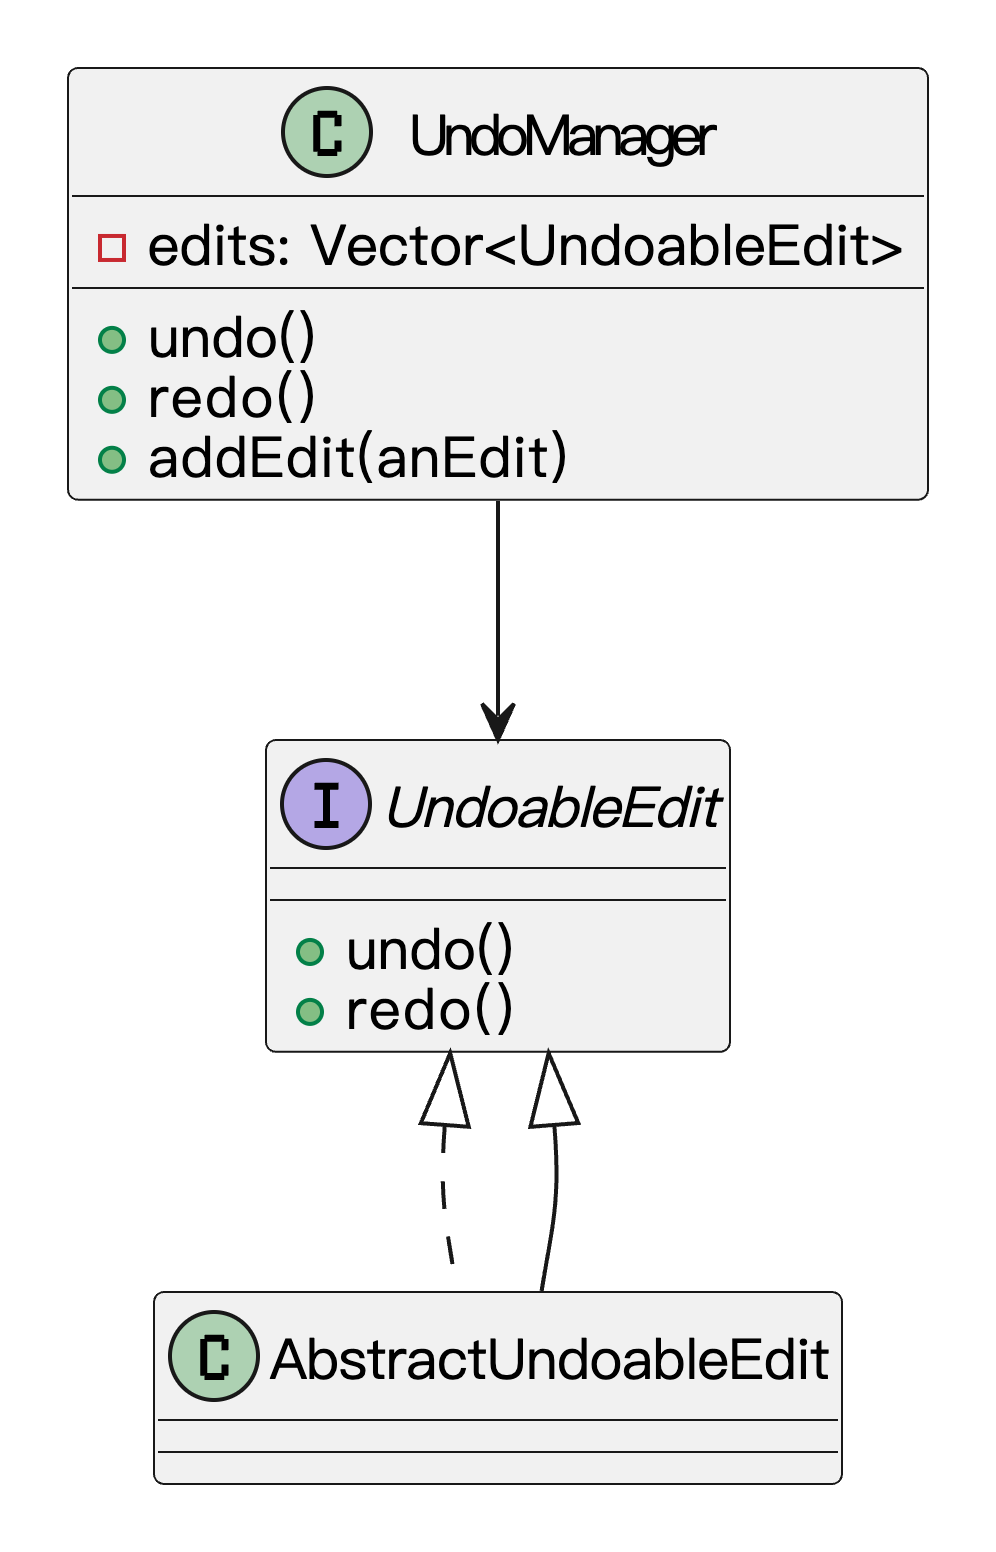 C UndoManager
edits: Vector<UndoableEdit>
undo()
redo()
addEdit(anEdit)
I UndoableEdit
undo()
redo()
C AbstractUndoableEdit